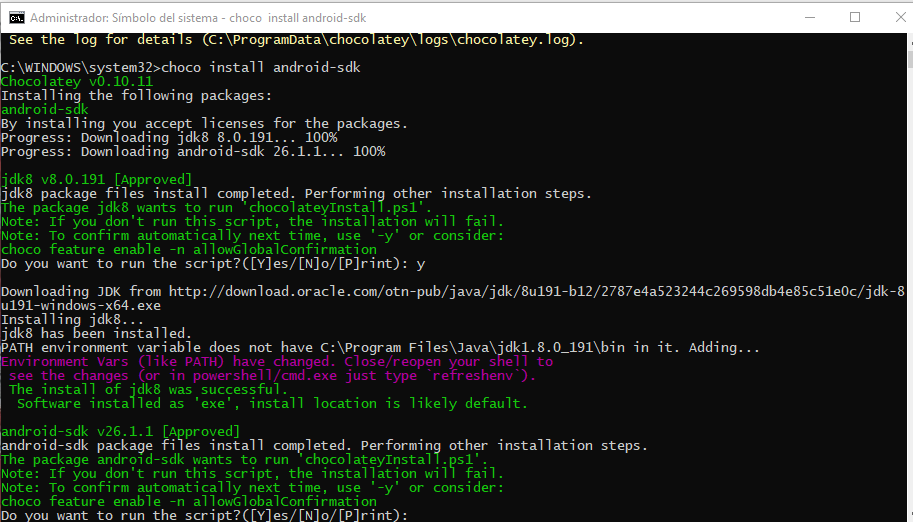 Administrador: Símbolo del sistema - choco  install android-sdk
See the log for details (C:\ProgramData\chocolatey\logs\chocolatey.log).
C:\WINDOWS\system32>choco install android-sdk
Chocolatey v0.10.11
Installing the following packages:
android-sdk
By installing you accept licenses for the packages.
Progress: Downloading jdk8 8.0.191... 100%
Progress: Downloading android-sdk 26.1.1... 100%
jdk8 v8.0.191 [Approved]
jdk8 package files install completed. Performing other installation steps.
The package jdk8 wants to run 'chocolateyInstall.ps1'.
Note: If you don't run this script, the installation will fail.
Note: To confirm automatically next time, use '-y' or consider:
choco feature enable -n allowGlobalConfirmation
Do you want to run the script?([Y]es/[N]o/[P]rint): y
Downloading JDK from http://download.oracle.com/otn-pub/java/jdk/8u191-b12/2787e4a523244c269598db4e85c51e0c/jdk-8
u191-windows-x64.exe
Installing jdk8...
jdk8 has been installed.
PATH environment variable does not have C:\Program Files\Java\jdk1.8.0_191\bin in it. Adding...
Environment Vars (like PATH) have changed. Close/reopen your shell to
see the changes (or in powershell/cmd.exe just type `refreshenv`).
The install of jdk8 was successful.
Software installed as 'exe', install location is likely default.
android-sdk v26.1.1 [Approved]
android-sdk package files install completed. Performing other installation steps.
The package android-sdk wants to run 'chocolateyInstall.ps1'.
Note: If you don't run this script, the installation will fail.
Note: To confirm automatically next time, use '-y' or consider:
choco feature enable -n allowGlobalConfirmation
Do you want to run the script?([Y]es/[N]o/[P]rint):